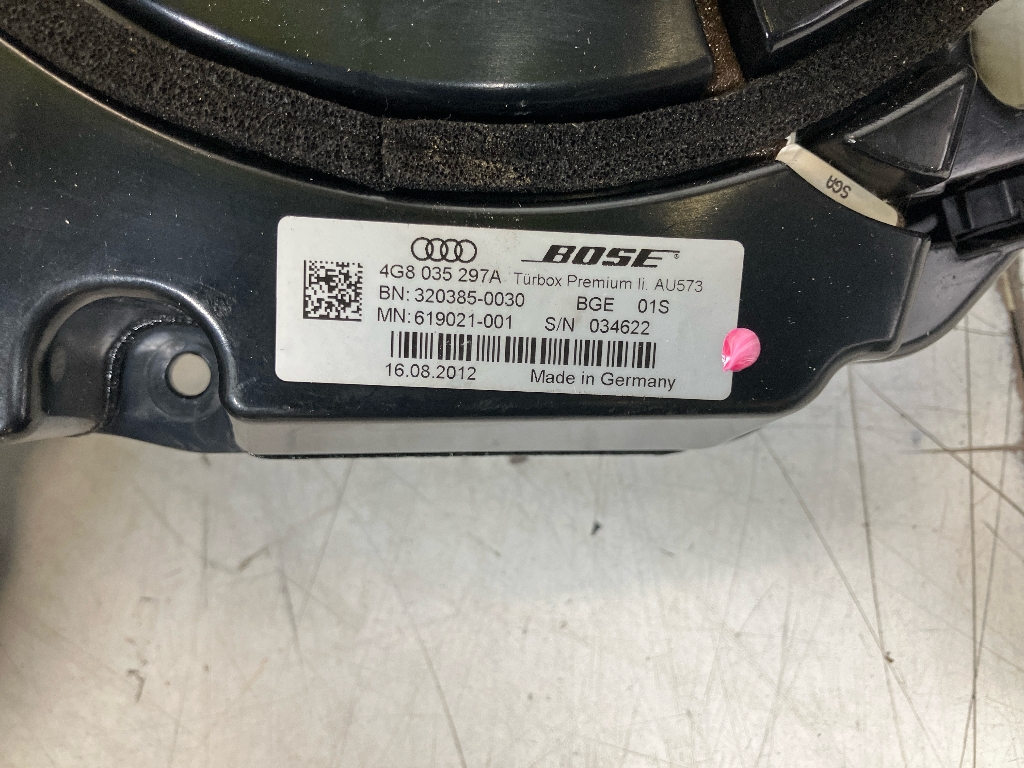 SGA
BOSE®
4G8 035 297A Türbox Premium li. AU573
BN: 320385-0030 BGE 01S
MN: 619021-001 S/N 034622
16.08.2012 Made in Germany